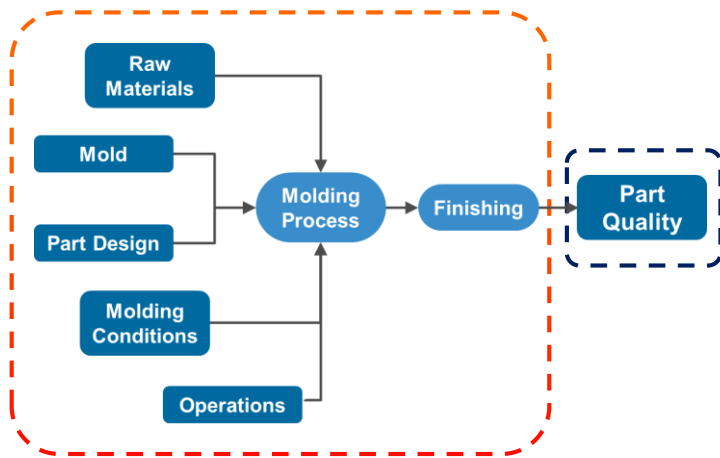 Raw
Materials
Mold
Part Design
Molding
Conditions
Operations
Molding
Process
Finishing
Part
Quality